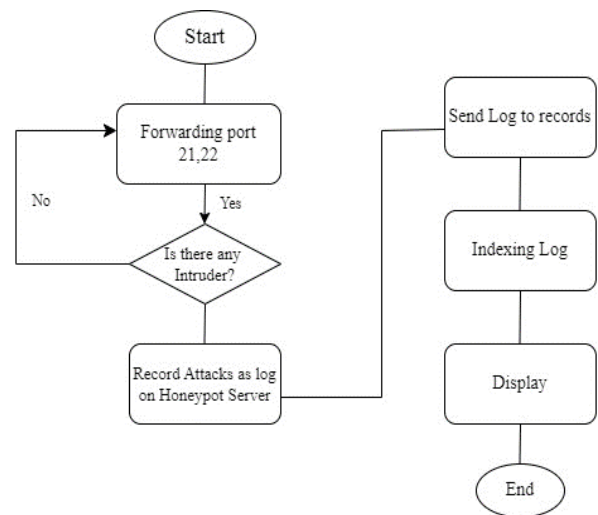 Start
Forwarding port
21,22
No
Yes
Is there any
Intruder?
Record Attacks as log
on Honeypot Server
Send Log to records
Indexing Log
Display
End